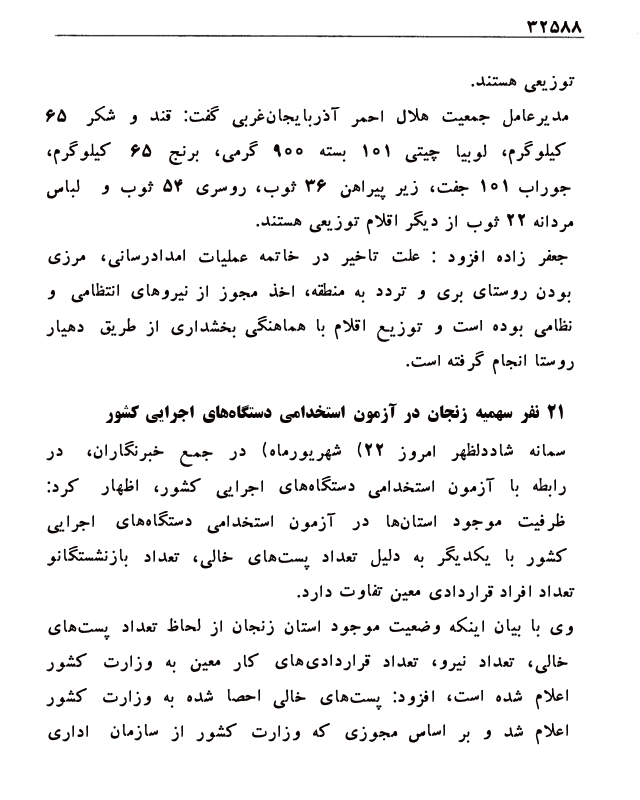 ۳۲۵۸۸
توزیعی هستند.
مدیرعامل جمعیت هلال احمر آذربایجان‌غربی گفت: قند و شکر ۶۵
کیلوگرم، لوبیا چیتی ۱۰۱ بسته ۹۰۰ گرمی، برنج ۶۵ کیلوگرم،
جوراب ۱۰۱ جفت، زیر پیراهن ۳۶ ثوب، روسری ۵۴ ثوب و لباس
مردانه ۲۲ ثوب از دیگر اقلام توزیعی هستند.
جعفر زاده افزود : علت تاخیر در خاتمه عملیات امدادرسانی، مرزی
بودن روستای بری و تردد به منطقه، اخذ مجوز از نیروهای انتظامی و
نظامی بوده است و توزیع اقلام با هماهنگی بخشداری از طریق دهیار
روستا انجام گرفته است.
۲۱ نفر سهمیه زنجان در آزمون استخدامی دستگاه‌های اجرایی کشور
سمانه شاددلظهر امروز ۲۲) شهریورماه) در جمع خبرنگاران، در
رابطه با آزمون استخدامی دستگاه‌های اجرایی کشور، اظهار کرد:
ظرفیت موجود استان‌ها در آزمون استخدامی دستگاه‌های اجرایی
کشور با یکدیگر به دلیل تعداد پست‌های خالی، تعداد بازنشستگانو
تعداد افراد قراردادی معین تفاوت دارد.
وی با بیان اینکه وضعیت موجود استان زنجان از لحاظ تعداد پست‌های
خالی، تعداد نیرو، تعداد قراردادی‌های کار معین به وزارت کشور
اعلام شده است، افزود: پست‌های خالی احصا شده به وزارت کشور
اعلام شد و بر اساس مجوزی که وزارت کشور از سازمان اداری